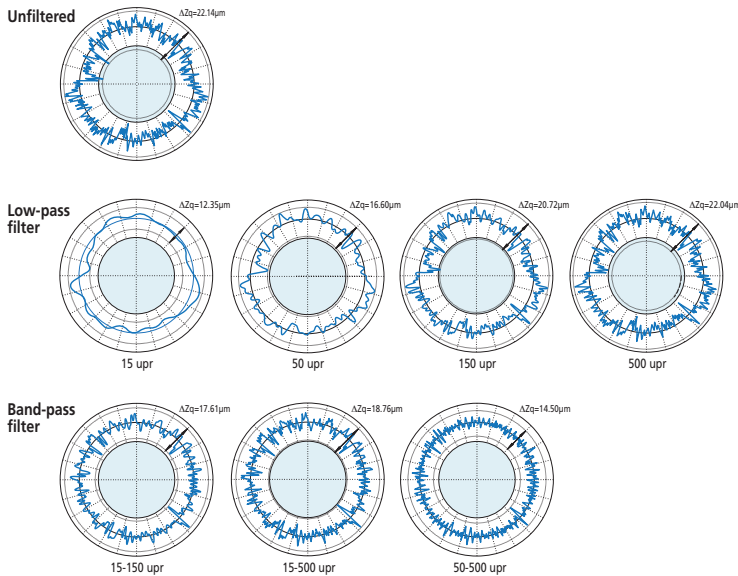 Unfiltered
ΔZq=22.14µm
Low-pass
filter
ΔZq=12.35µm
ΔZq=16.60µm
ΔZq=20.72µm
ΔZq=22.04µm
15 upr
50 upr
150 upr
500 upr
Band-pass
filter
ΔZq=17.61µm
ΔZq=18.76µm
ΔZq=14.50µm
15-150 upr
15-500 upr
50-500 upr